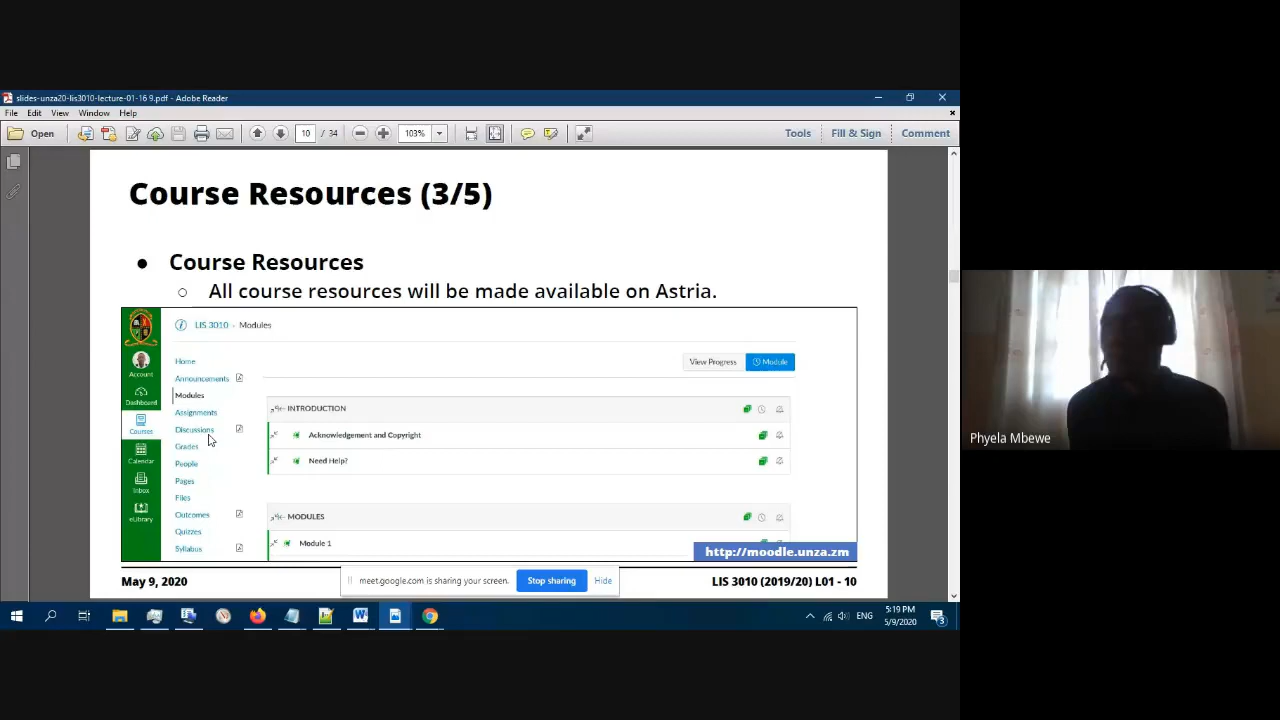 slides-unza20-lis3010-lecture-01-16 9.pdf - Adobe Reader
File Edit View Window Help
Open 10 / 34 103% Tools Fill & Sign Comment
Course Resources (3/5)
● Course Resources
○ All course resources will be made available on Astria.
LIS 3010 - Modules
Account
Dashboard
Courses
Calendar
Inbox
eLibrary
Home
Announcements
Modules
Assignments
Discussions
Grades
People
Pages
Files
Outcomes
Quizzes
Syllabus
View Progress Module
INTRODUCTION
Acknowledgement and Copyright
Need Help?
MODULES
Module 1
http://moodle.unza.zm
May 9, 2020 LIS 3010 (2019/20) L01 - 10
meet.google.com is sharing your screen. Stop sharing Hide
ENG
5:19 PM
5/9/2020
3
Phyela Mbewe